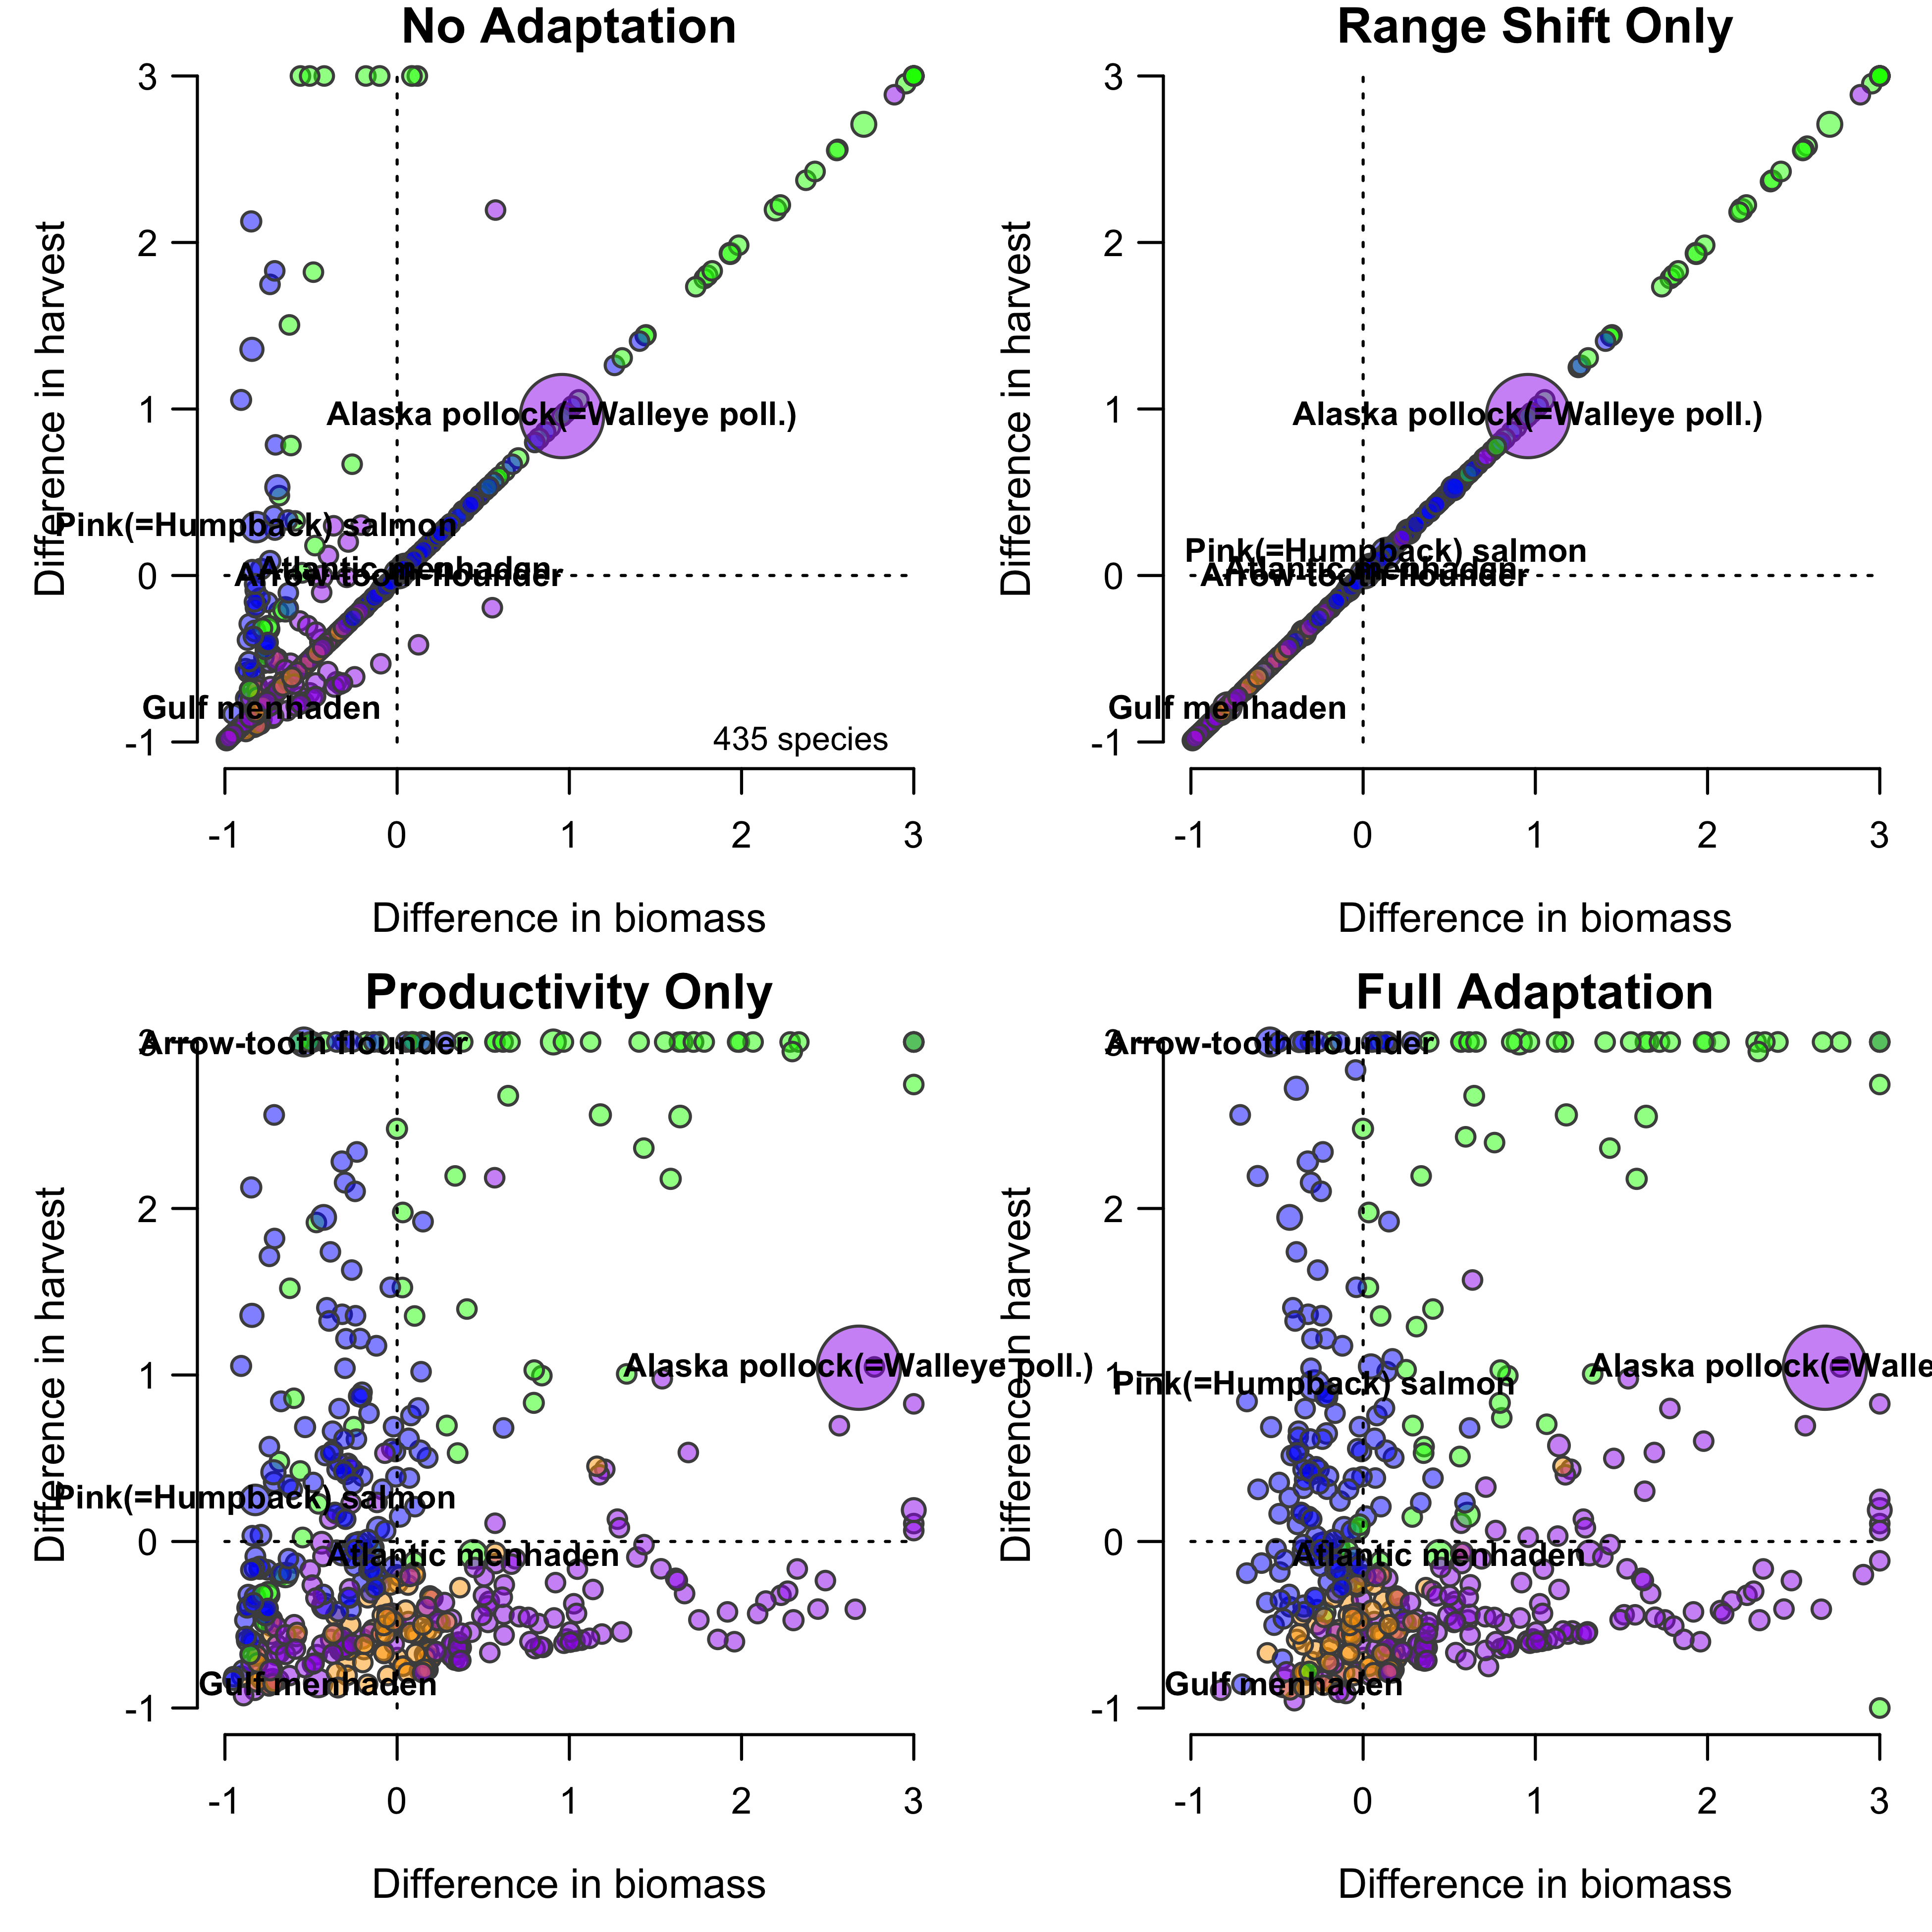 No Adaptation
Difference in harvest
3
2
1
0
-1
Alaska pollock(=Walleye poll.)
Pink(=Humpback) salmon
Atlantic menhaden
Arrow-tooth flounder
Gulf menhaden
435 species
-1 0 1 2 3
Difference in biomass
Range Shift Only
Difference in harvest
3
2
1
0
-1
Alaska pollock(=Walleye poll.)
Pink(=Humpback) salmon
Atlantic menhaden
Arrow-tooth flounder
Gulf menhaden
-1 0 1 2 3
Difference in biomass
Productivity Only
Difference in harvest
3
2
1
0
-1
Arrow-tooth flounder
Alaska pollock(=Walleye poll.)
Pink(=Humpback) salmon
Atlantic menhaden
Gulf menhaden
-1 0 1 2 3
Difference in biomass
Full Adaptation
Difference in harvest
3
2
1
0
-1
Arrow-tooth flounder
Alaska pollock(=Walle
Pink(=Humpback) salmon
Atlantic menhaden
Gulf menhaden
-1 0 1 2 3
Difference in biomass